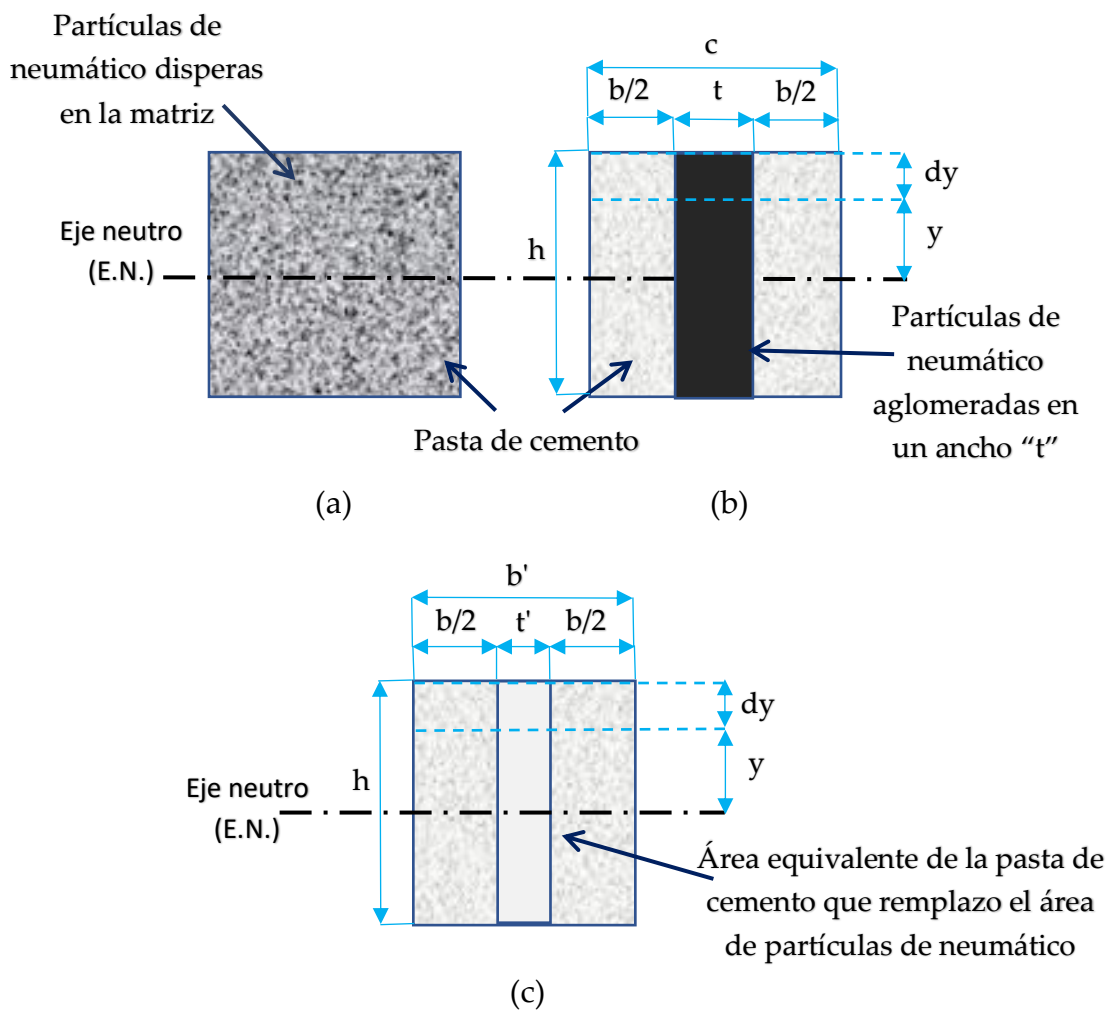 Partículas de
neumático disperas
en la matriz
c
b/2
t
b/2
dy
y
h
Eje neutro
(E.N.)
Partículas de
neumático
aglomeradas en
un ancho “t”
Pasta de cemento
(a)
(b)
b'
b/2
t'
b/2
dy
y
h
Eje neutro
(E.N.)
Área equivalente de la pasta de
cemento que remplazo el área
de partículas de neumático
(c)